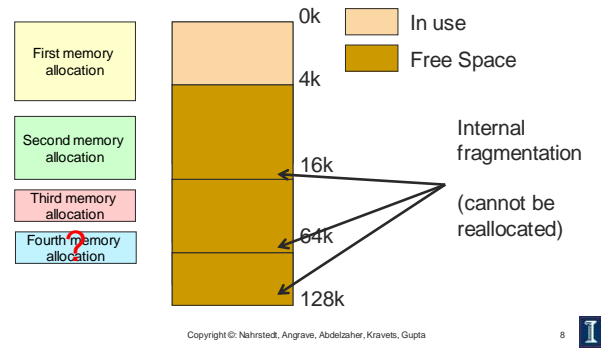 First memory
allocation
Second memory
allocation
Third memory
allocation
Fourth memory
allocation
?
0k
4k
16k
64k
128k
In use
Free Space
Internal
fragmentation
(cannot be
reallocated)
Copyright ©: Nahrstedt, Angrave, Abdelzaher, Kravets, Gupta
8
I